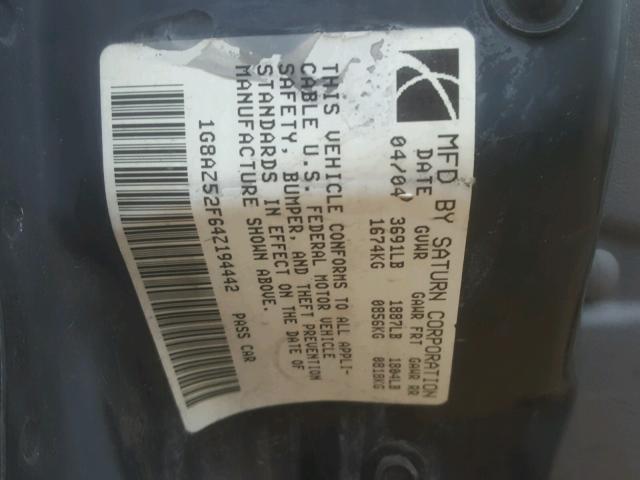 MFD BY SATURN CORPORATION
DATE GVWR GAWR FRT GAWR RR
04/04 3691LB 1887LB 1804LB
1674KG 0856KG 0818KG
THIS VEHICLE CONFORMS TO ALL APPLI-
CABLE U.S. FEDERAL MOTOR VEHICLE
SAFETY, BUMPER, AND THEFT PREVENTION
STANDARDS IN EFFECT ON THE DATE OF
MANUFACTURE SHOWN ABOVE.
1G8AZ52F64Z194442 PASS CAR